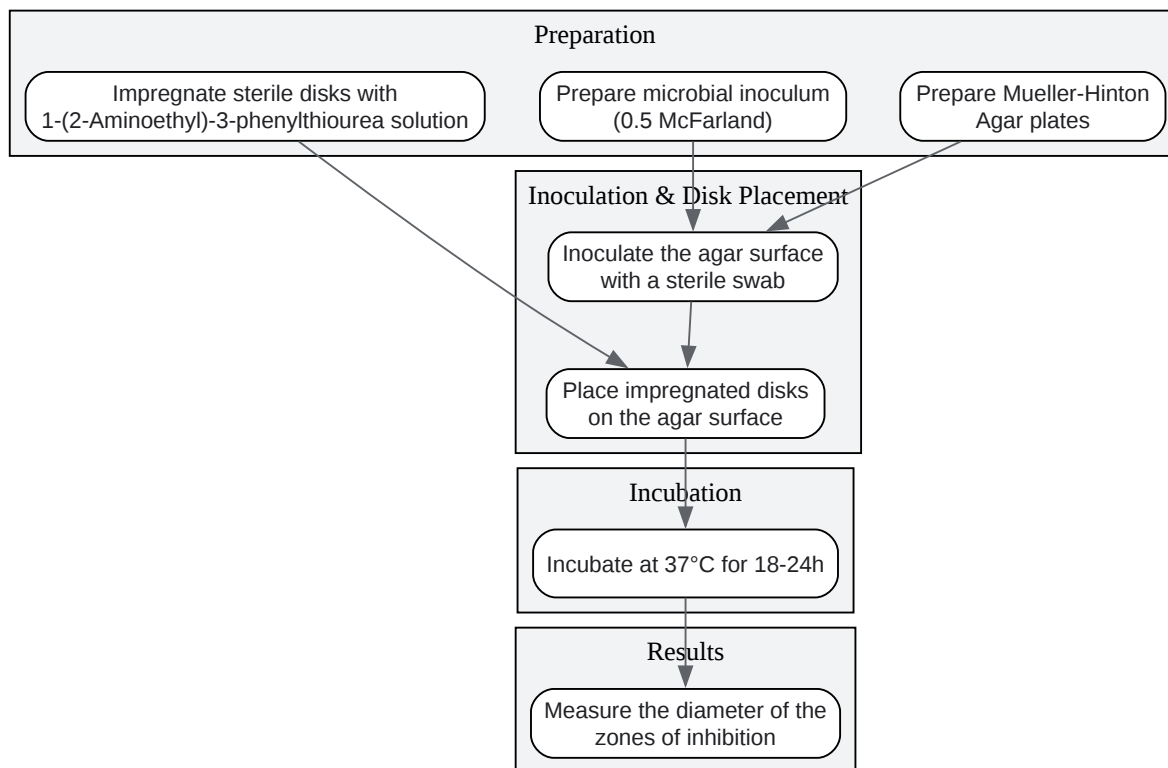 Preparation
Impregnate sterile disks with
1-(2-Aminoethyl)-3-phenylthiourea solution
Prepare microbial inoculum
(0.5 McFarland)
Prepare Mueller-Hinton
Agar plates
Inoculation & Disk Placement
Inoculate the agar surface
with a sterile swab
Place impregnated disks
on the agar surface
Incubation
Incubate at 37°C for 18-24h
Results
Measure the diameter of the
zones of inhibition